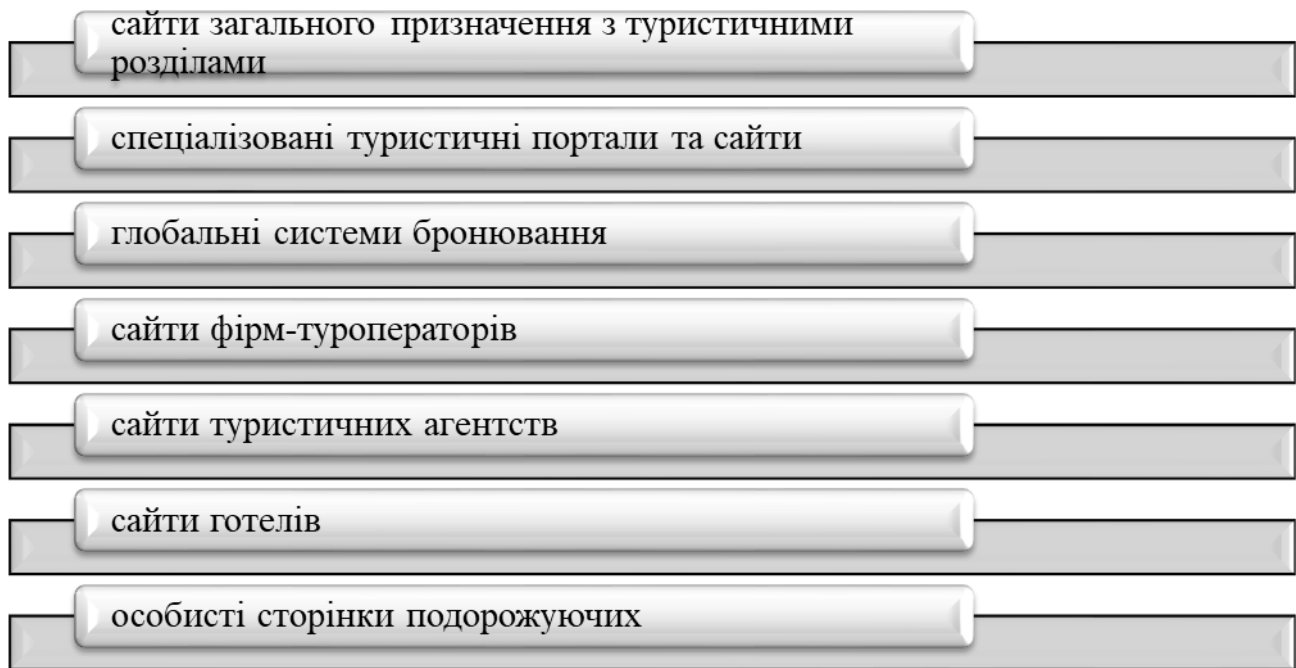 сайти загального призначення з туристичними
розділами
спеціалізовані туристичні портали та сайти
глобальні системи бронювання
сайти фірм-туроператорів
сайти туристичних агентств
сайти готелів
особисті сторінки подорожуючих